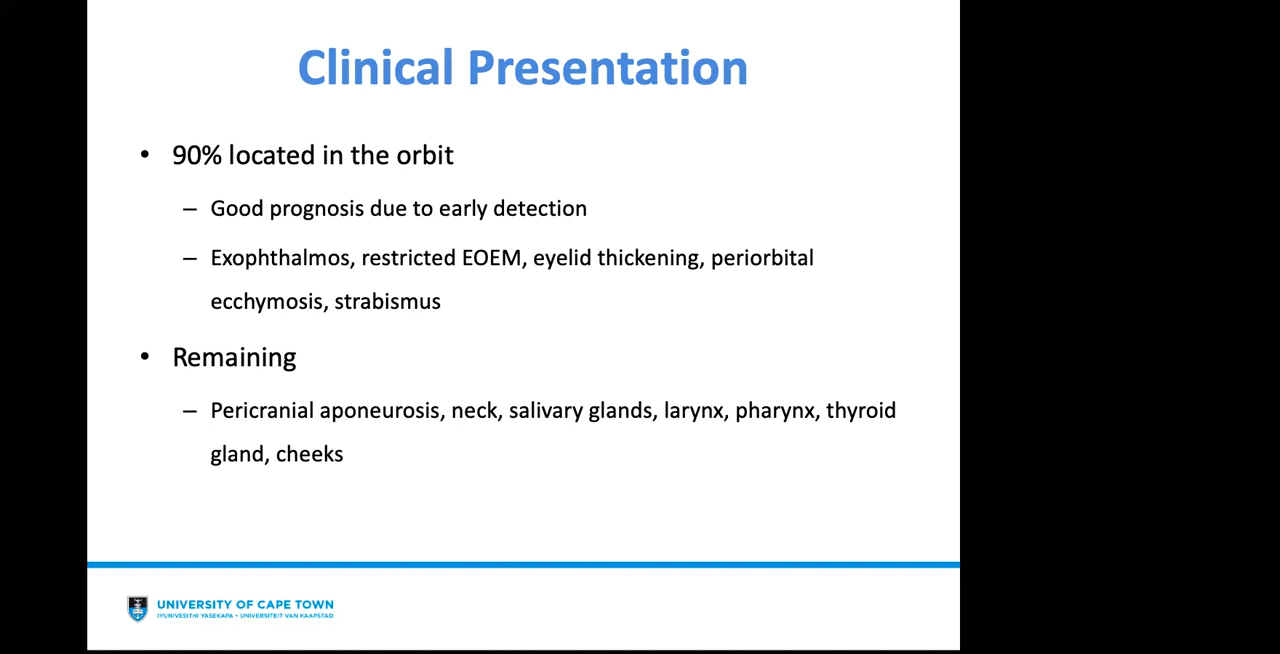 Clinical Presentation
• 90% located in the orbit
– Good prognosis due to early detection
– Exophthalmos, restricted EOEM, eyelid thickening, periorbital
ecchymosis, strabismus
• Remaining
– Pericranial aponeurosis, neck, salivary glands, larynx, pharynx, thyroid
gland, cheeks
UNIVERSITY OF CAPE TOWN
IYUNIVESITHI YASEKAPA • UNIVERSITEIT VAN KAAPSTAD